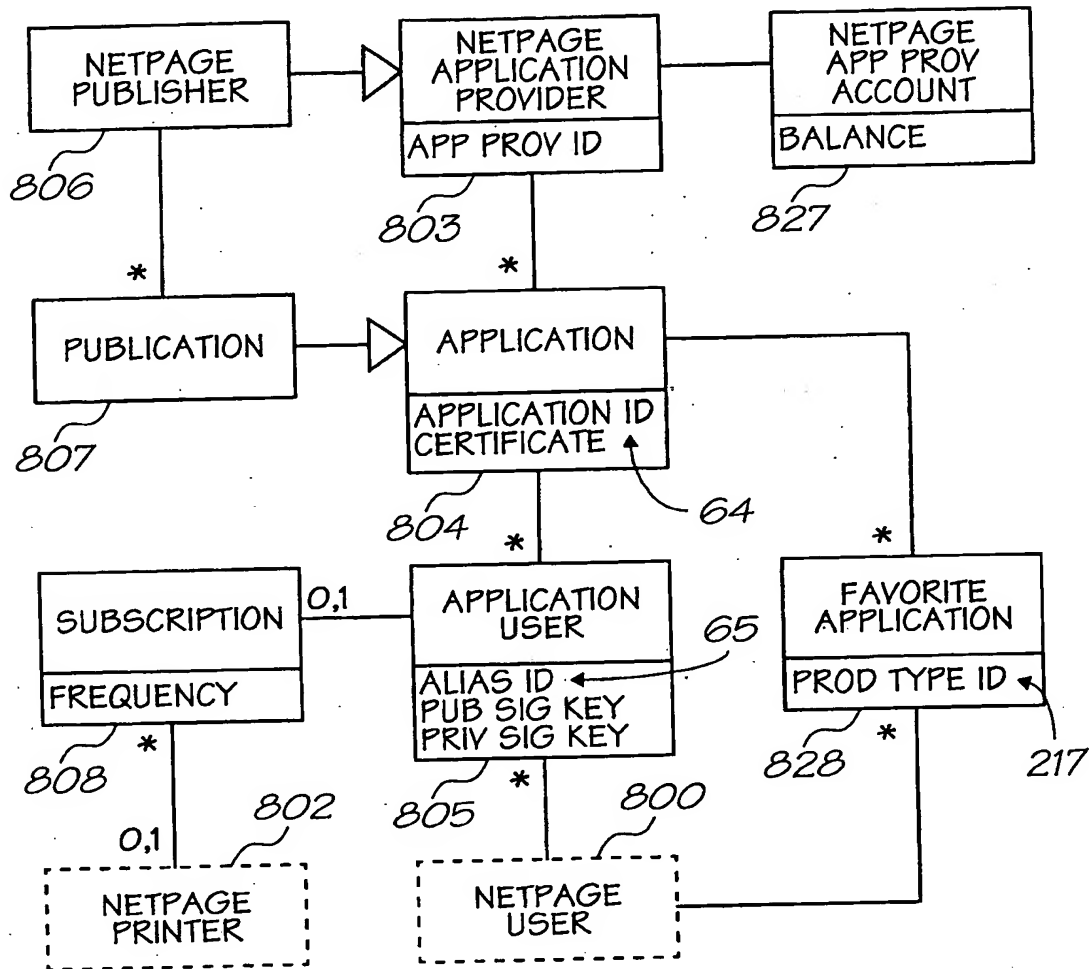 NETPAGE
PUBLISHER
806
NETPAGE
APPLICATION
PROVIDER
APP PROV ID
803
NETPAGE
APP PROV
ACCOUNT
BALANCE
827
*
*
PUBLICATION
807
APPLICATION
APPLICATION ID
CERTIFICATE
804
64
*
*
SUBSCRIPTION
FREQUENCY
808
0,1
APPLICATION
USER
ALIAS ID
PUB SIG KEY
PRIV SIG KEY
805
65
FAVORITE
APPLICATION
PROD TYPE ID
828
217
*
*
*
0,1
802
NETPAGE
PRINTER
800
NETPAGE
USER